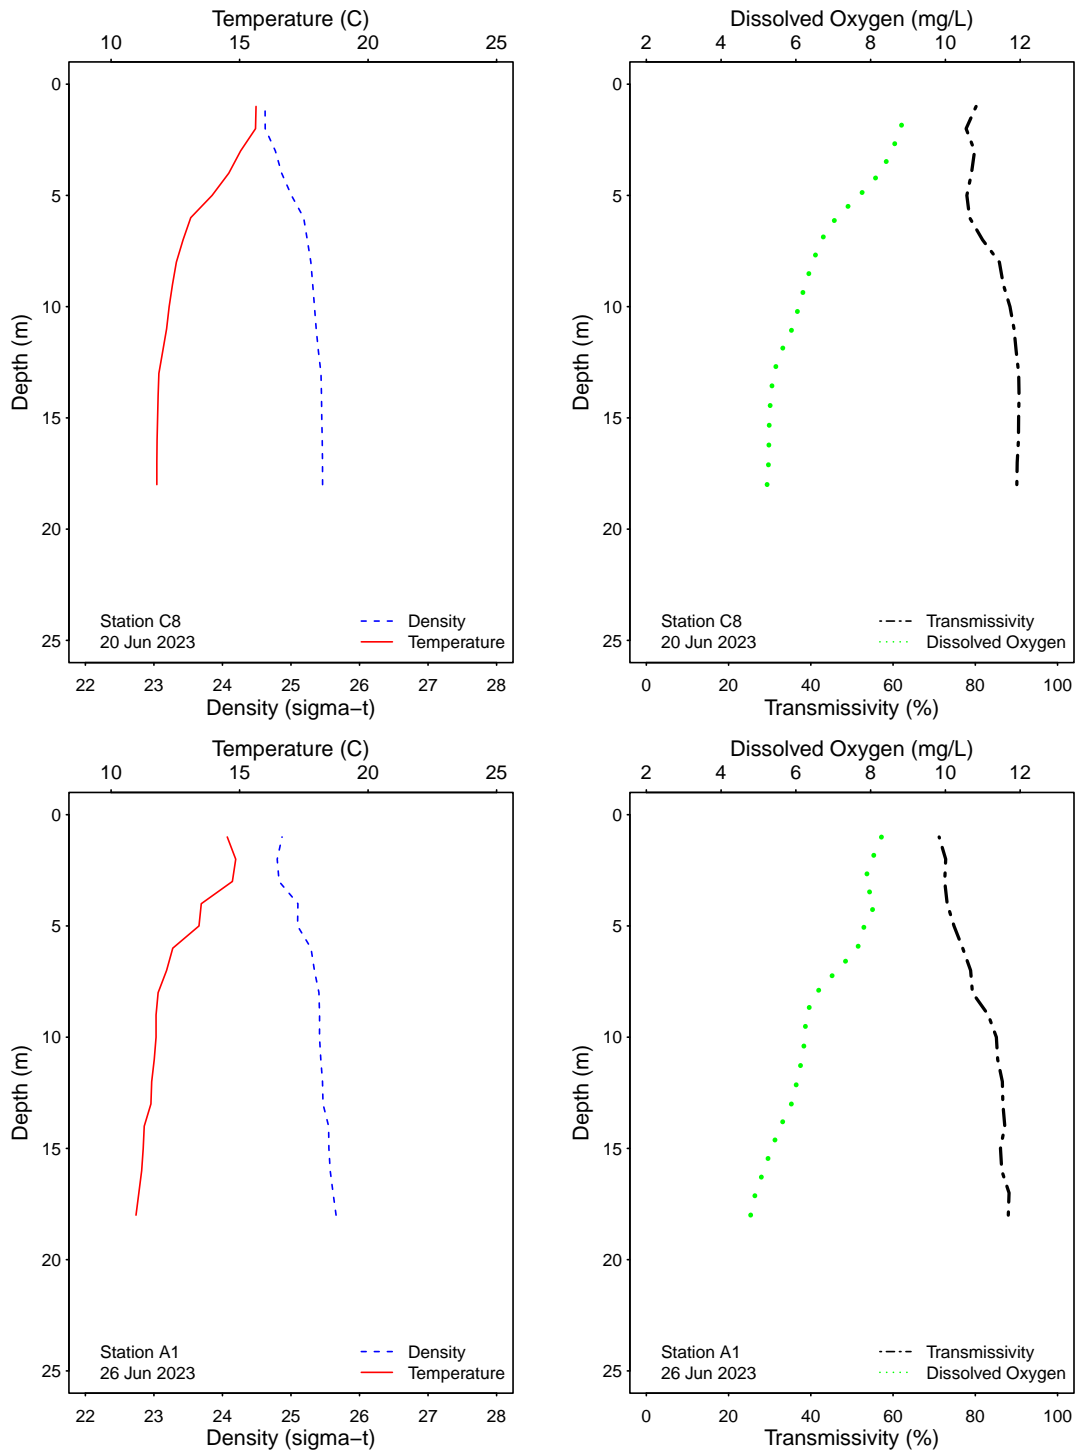 Temperature (C)
10 15 20 25
0
5
10
15
20
25
Depth (m)
Station C8
20 Jun 2023
Density
Temperature
22 23 24 25 26 27 28
Density (sigma−t)
Dissolved Oxygen (mg/L)
2 4 6 8 10 12
0
5
10
15
20
25
Depth (m)
Station C8
20 Jun 2023
Transmissivity
Dissolved Oxygen
0 20 40 60 80 100
Transmissivity (%)
Temperature (C)
10 15 20 25
0
5
10
15
20
25
Depth (m)
Station A1
26 Jun 2023
Density
Temperature
22 23 24 25 26 27 28
Density (sigma−t)
Dissolved Oxygen (mg/L)
2 4 6 8 10 12
0
5
10
15
20
25
Depth (m)
Station A1
26 Jun 2023
Transmissivity
Dissolved Oxygen
0 20 40 60 80 100
Transmissivity (%)